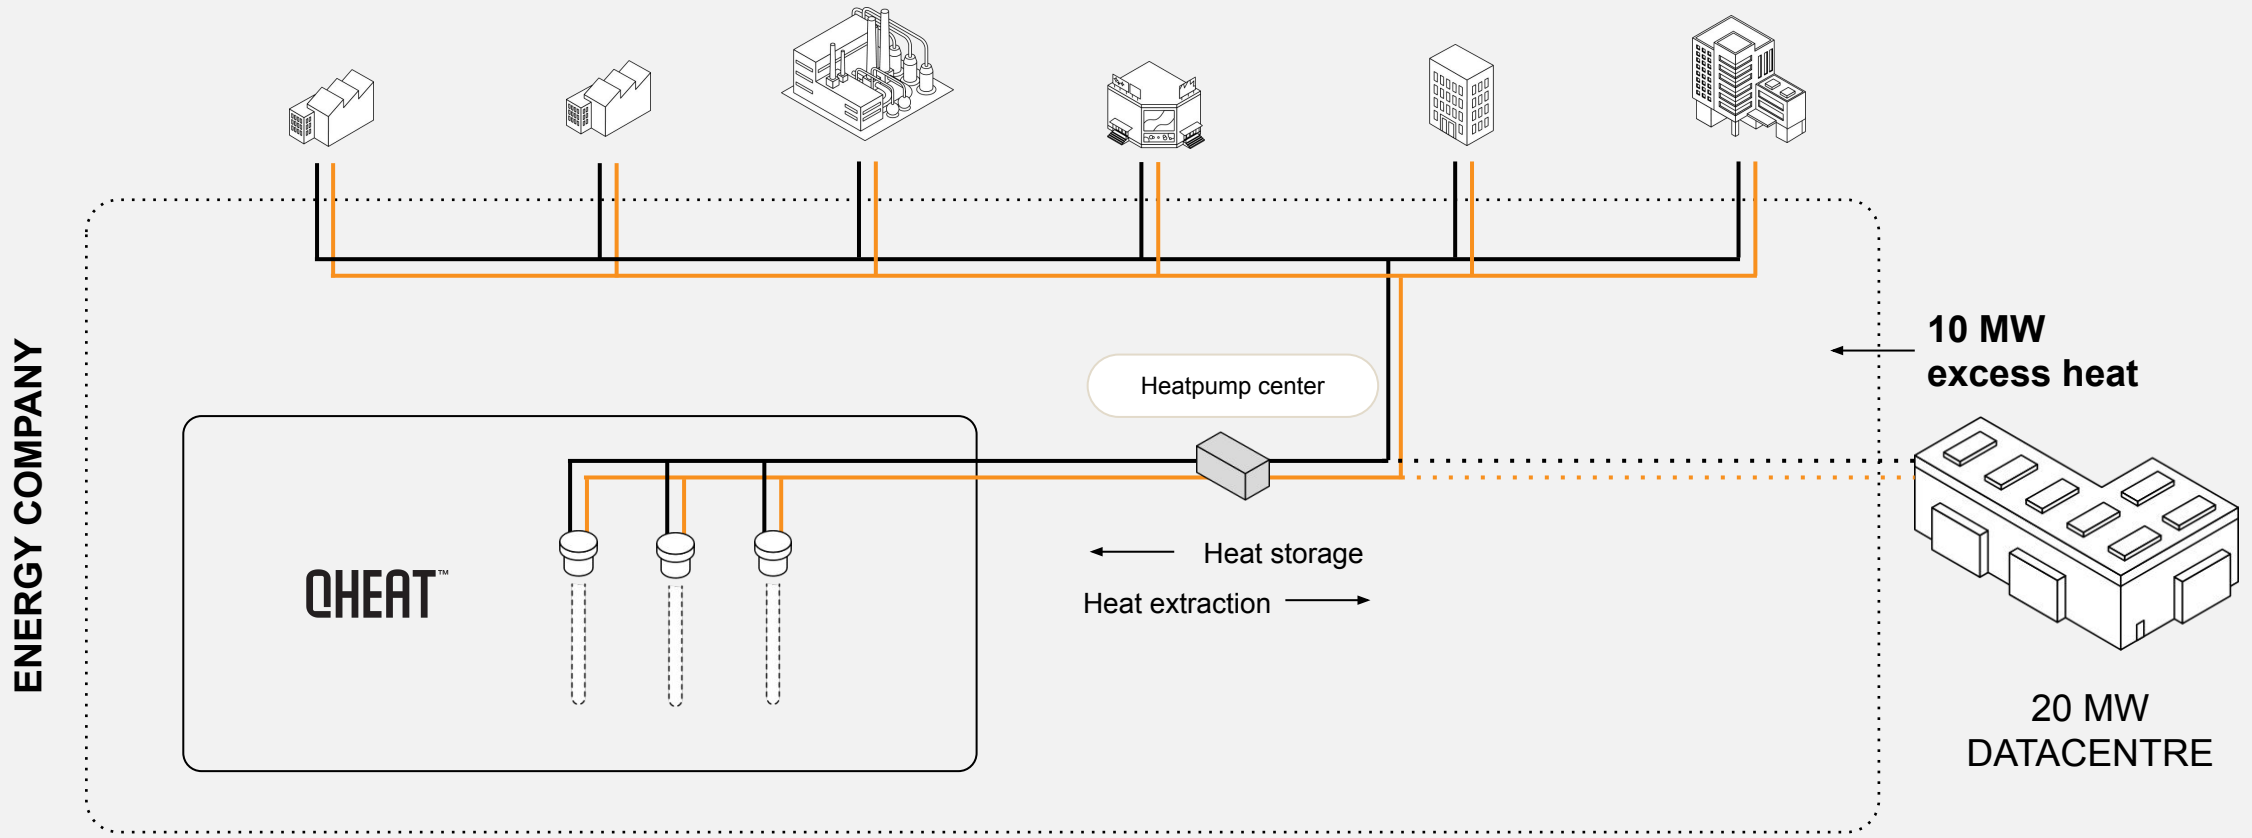 ENERGY COMPANY
10 MW
excess heat
Heatpump center
QHEAT™
Heat storage
Heat extraction
20 MW
DATACENTRE